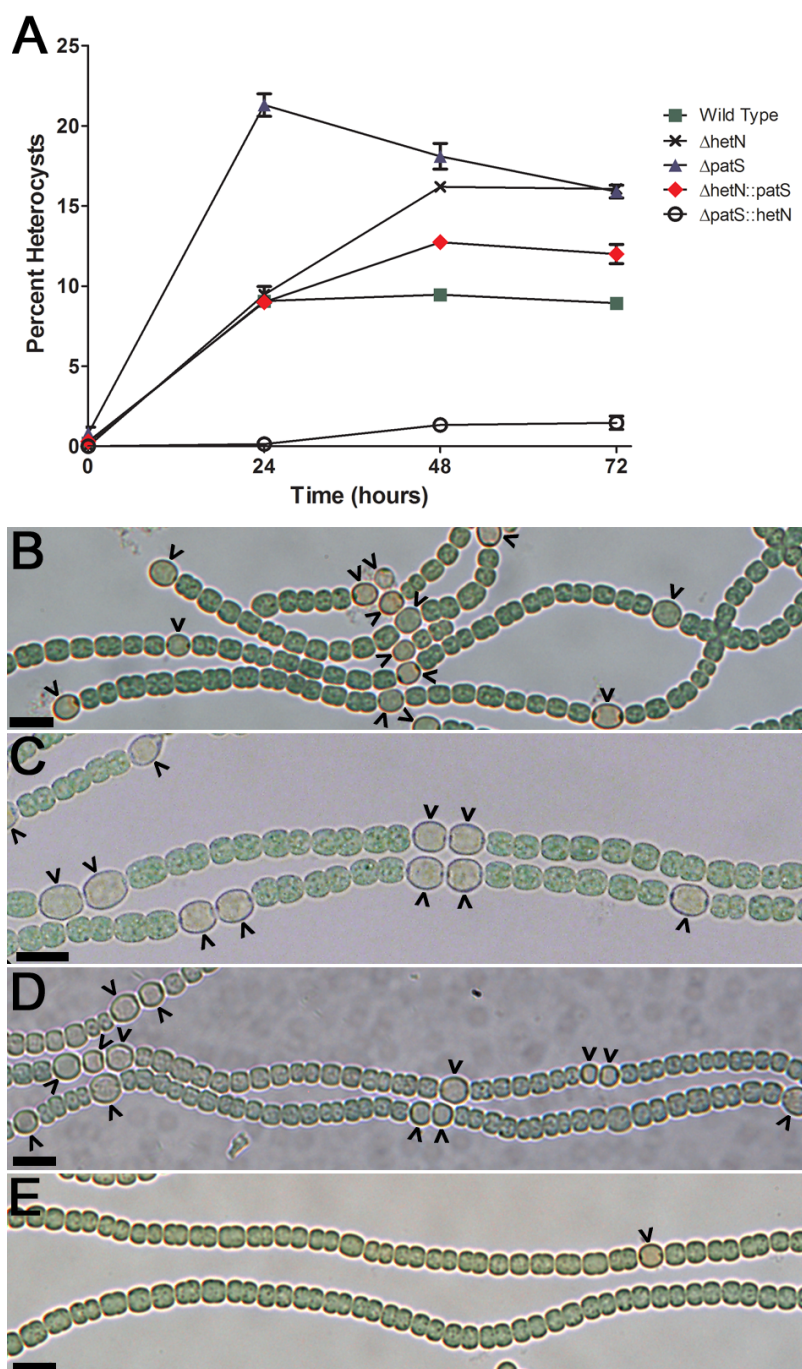 A
25
20
15
10
5
0
Percent Heterocysts
0 24 48 72
Time (hours)
Wild Type
ΔhetN
ΔpatS
ΔhetN::patS
ΔpatS::hetN
B
C
D
E